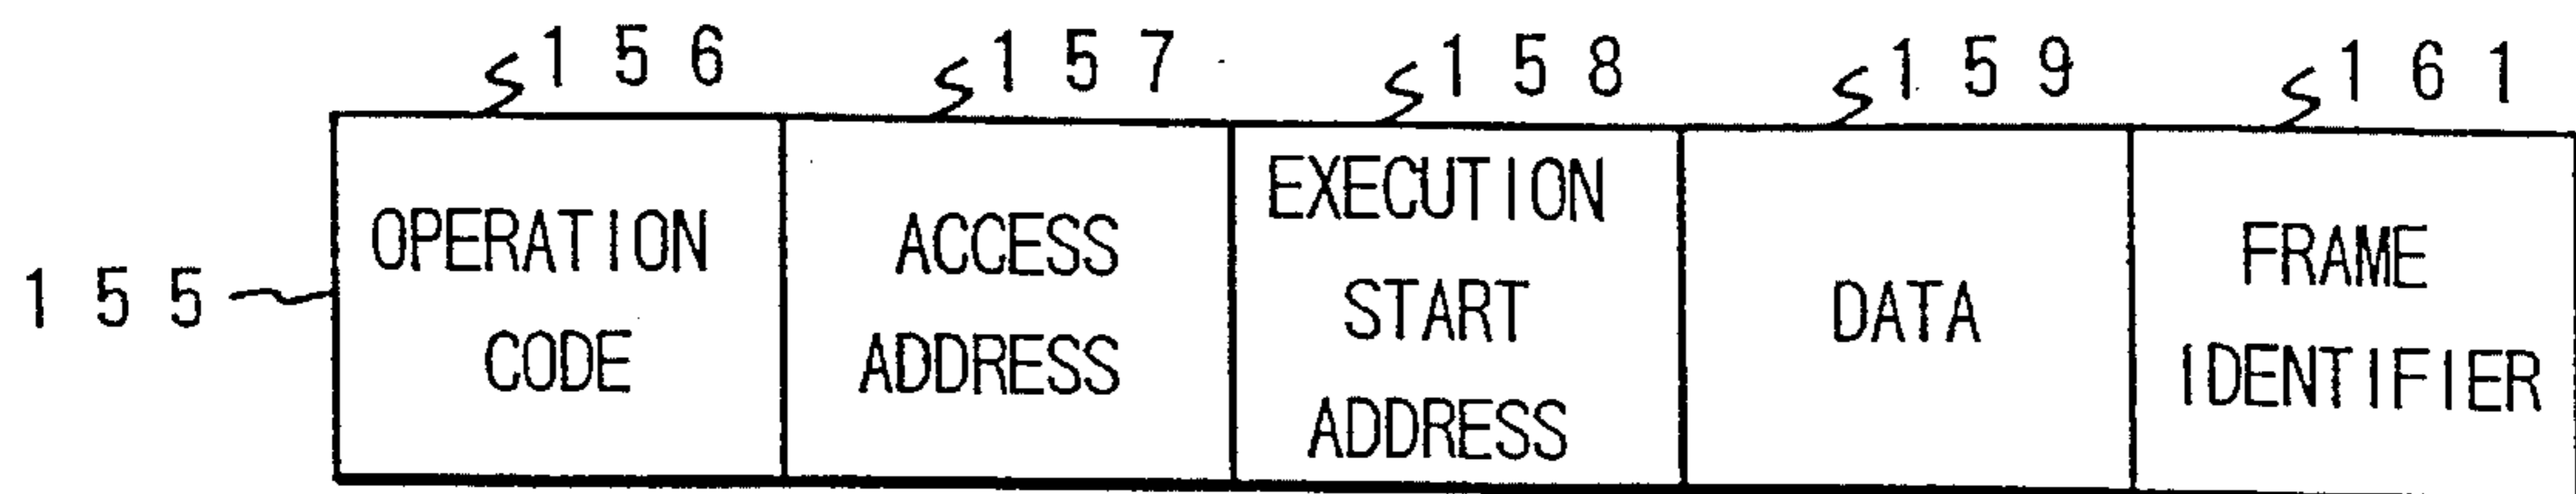 156 157 158 159 161
155
OPERATION
CODE
ACCESS
ADDRESS
EXECUTION
START
ADDRESS
DATA
FRAME
IDENTIFIER